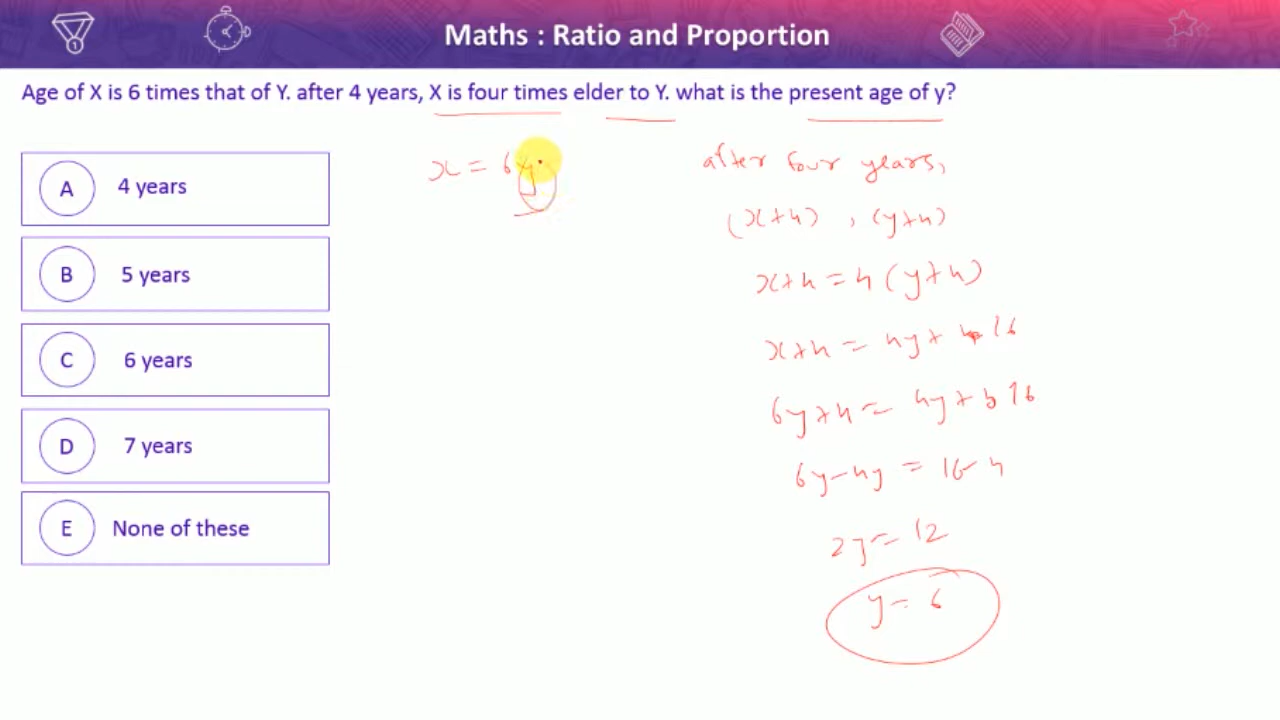 Maths : Ratio and Proportion
Age of X is 6 times that of Y. after 4 years, X is four times elder to Y. what is the present age of y?
A 4 years
B 5 years
C 6 years
D 7 years
E None of these
x = 6y
after four years,
(x+4) , (y+4)
x+4 = 4(y+4)
x+4 = 4y+16
6y+4 = 4y+16
6y-4y = 16-4
2y = 12
y = 6